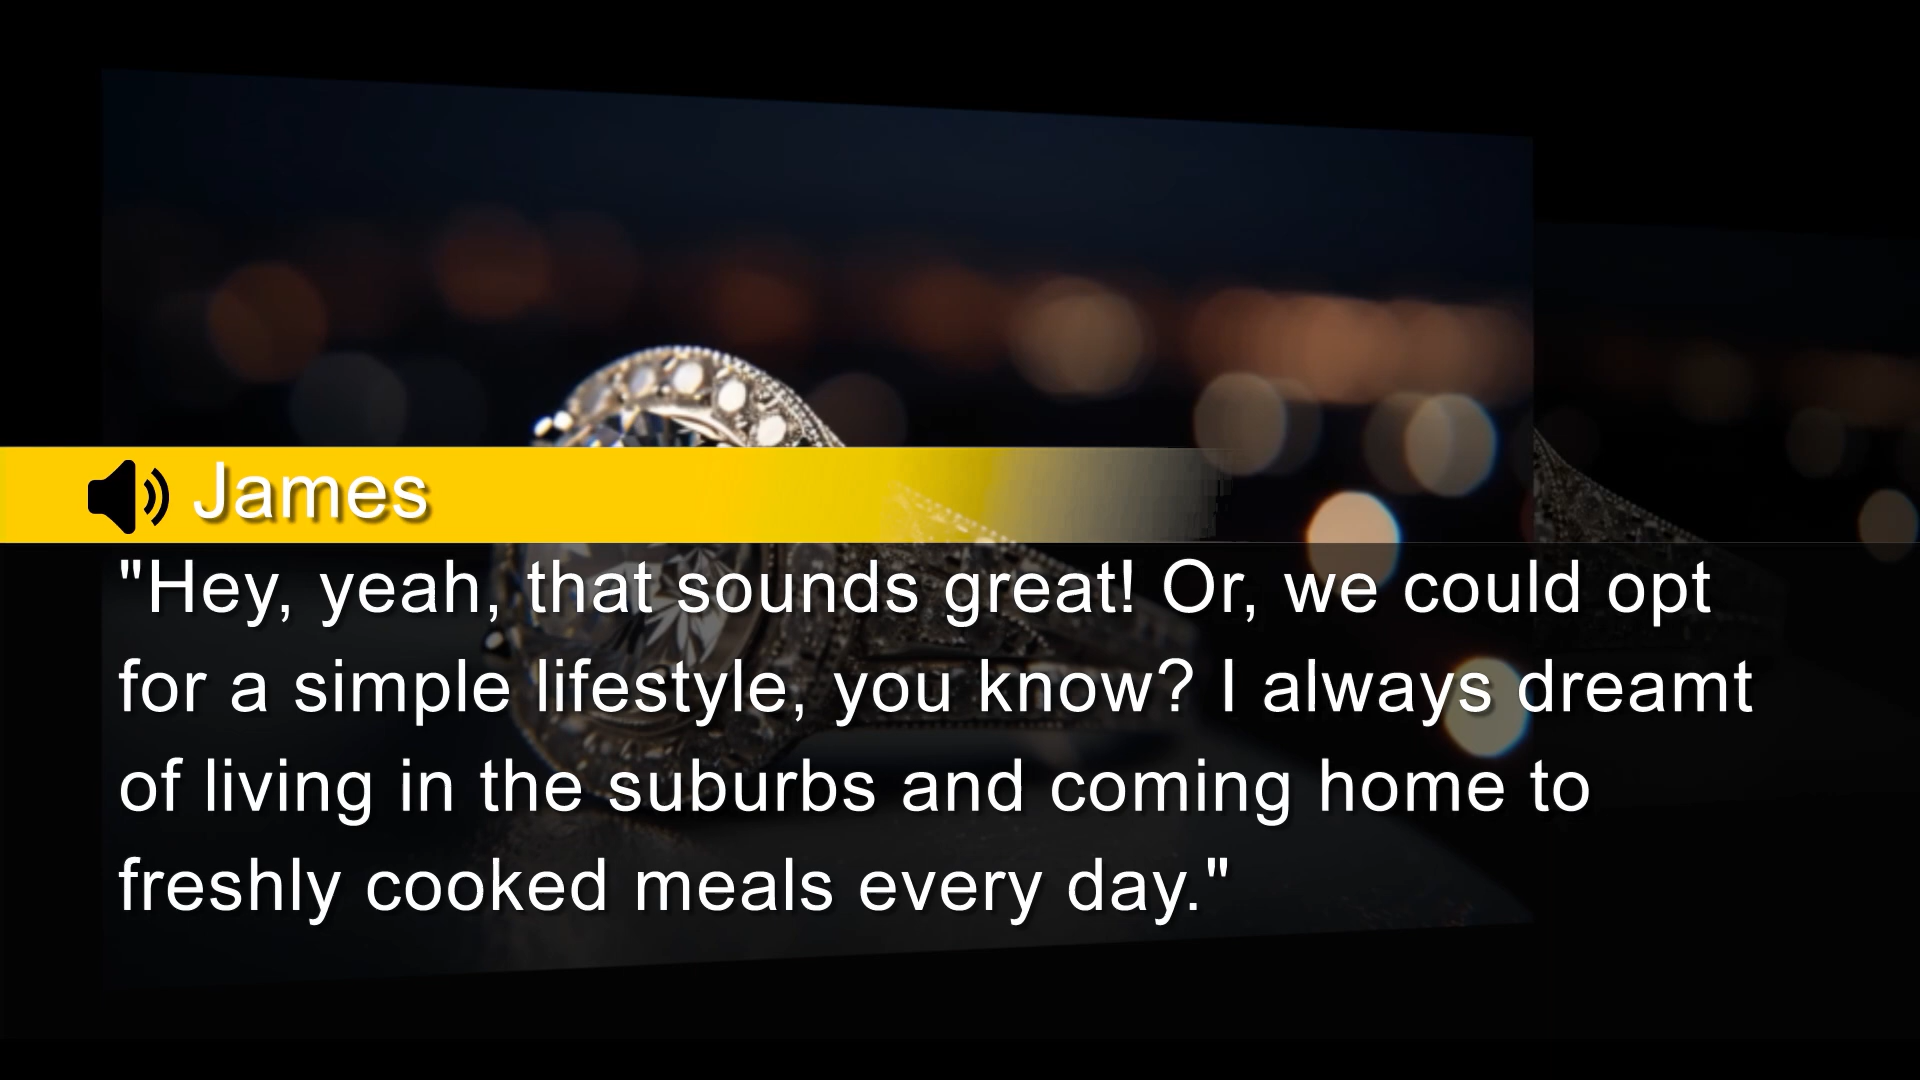 James
"Hey, yeah, that sounds great! Or, we could opt
for a simple lifestyle, you know? I always dreamt
of living in the suburbs and coming home to
freshly cooked meals every day."